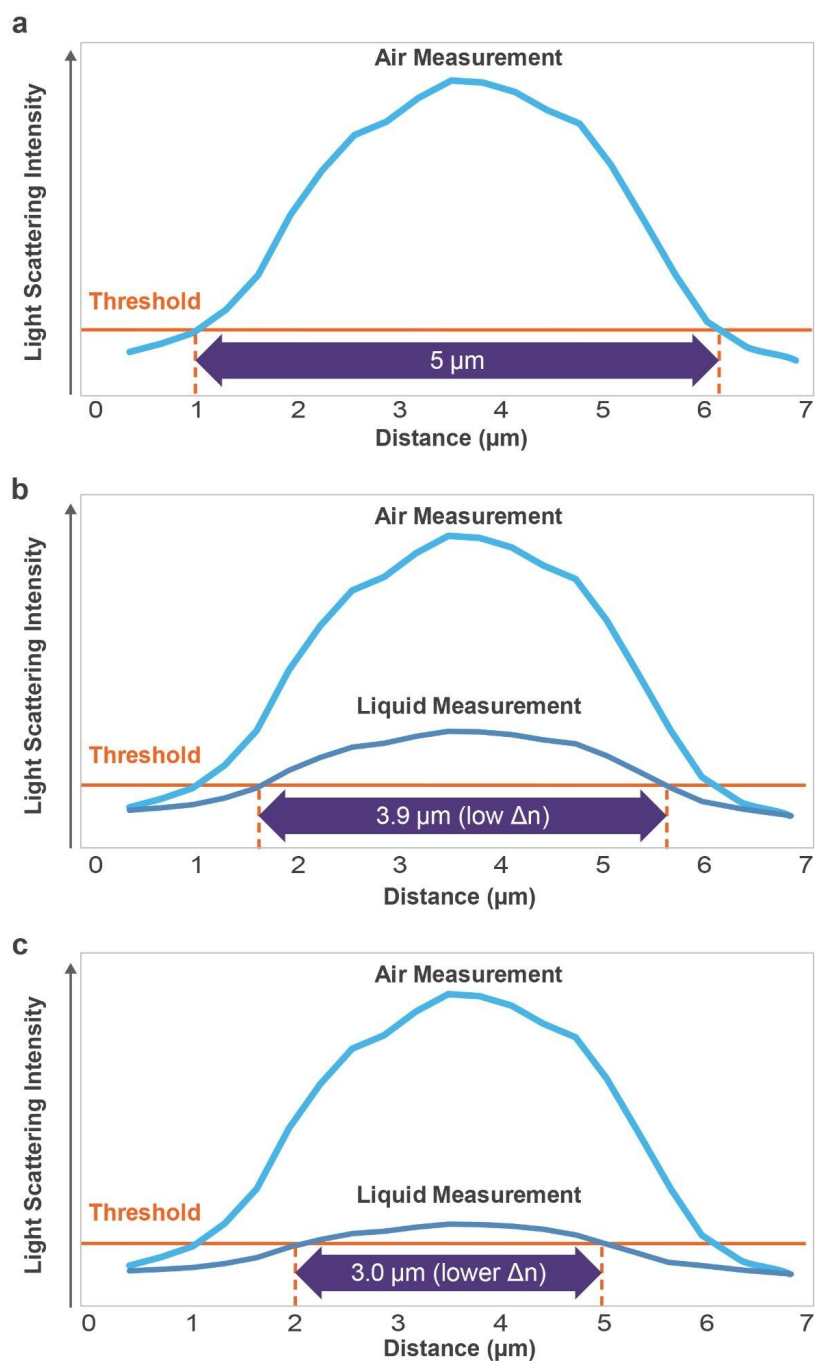 a
Air Measurement
Light Scattering Intensity
Threshold
5 µm
0 1 2 3 4 5 6 7
Distance (µm)
b
Air Measurement
Light Scattering Intensity
Liquid Measurement
Threshold
3.9 µm (low Δn)
0 1 2 3 4 5 6 7
Distance (µm)
c
Air Measurement
Light Scattering Intensity
Liquid Measurement
Threshold
3.0 µm (lower Δn)
0 1 2 3 4 5 6 7
Distance (µm)